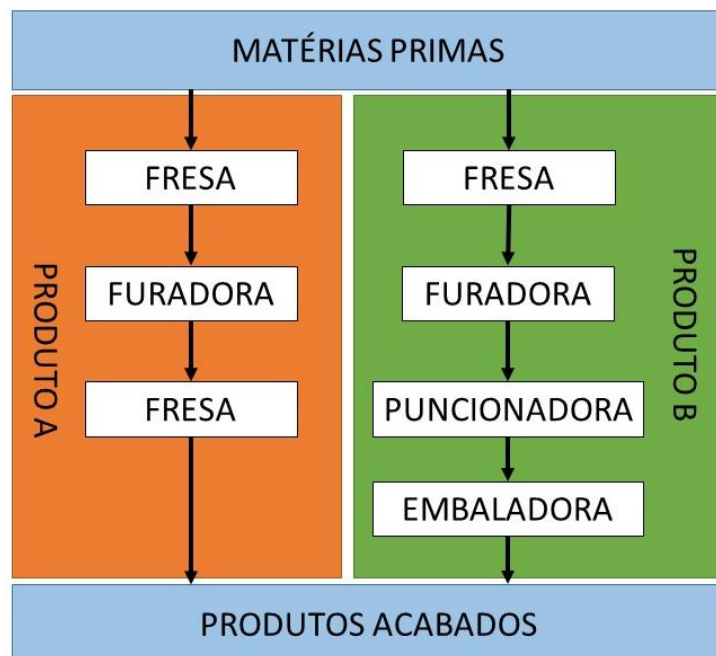 MATÉRIAS PRIMAS
PRODUTO A
FRESA
FURADORA
FRESA
FRESA
FURADORA
PUNCIONADORA
EMBALADORA
PRODUTO B
PRODUTOS ACABADOS